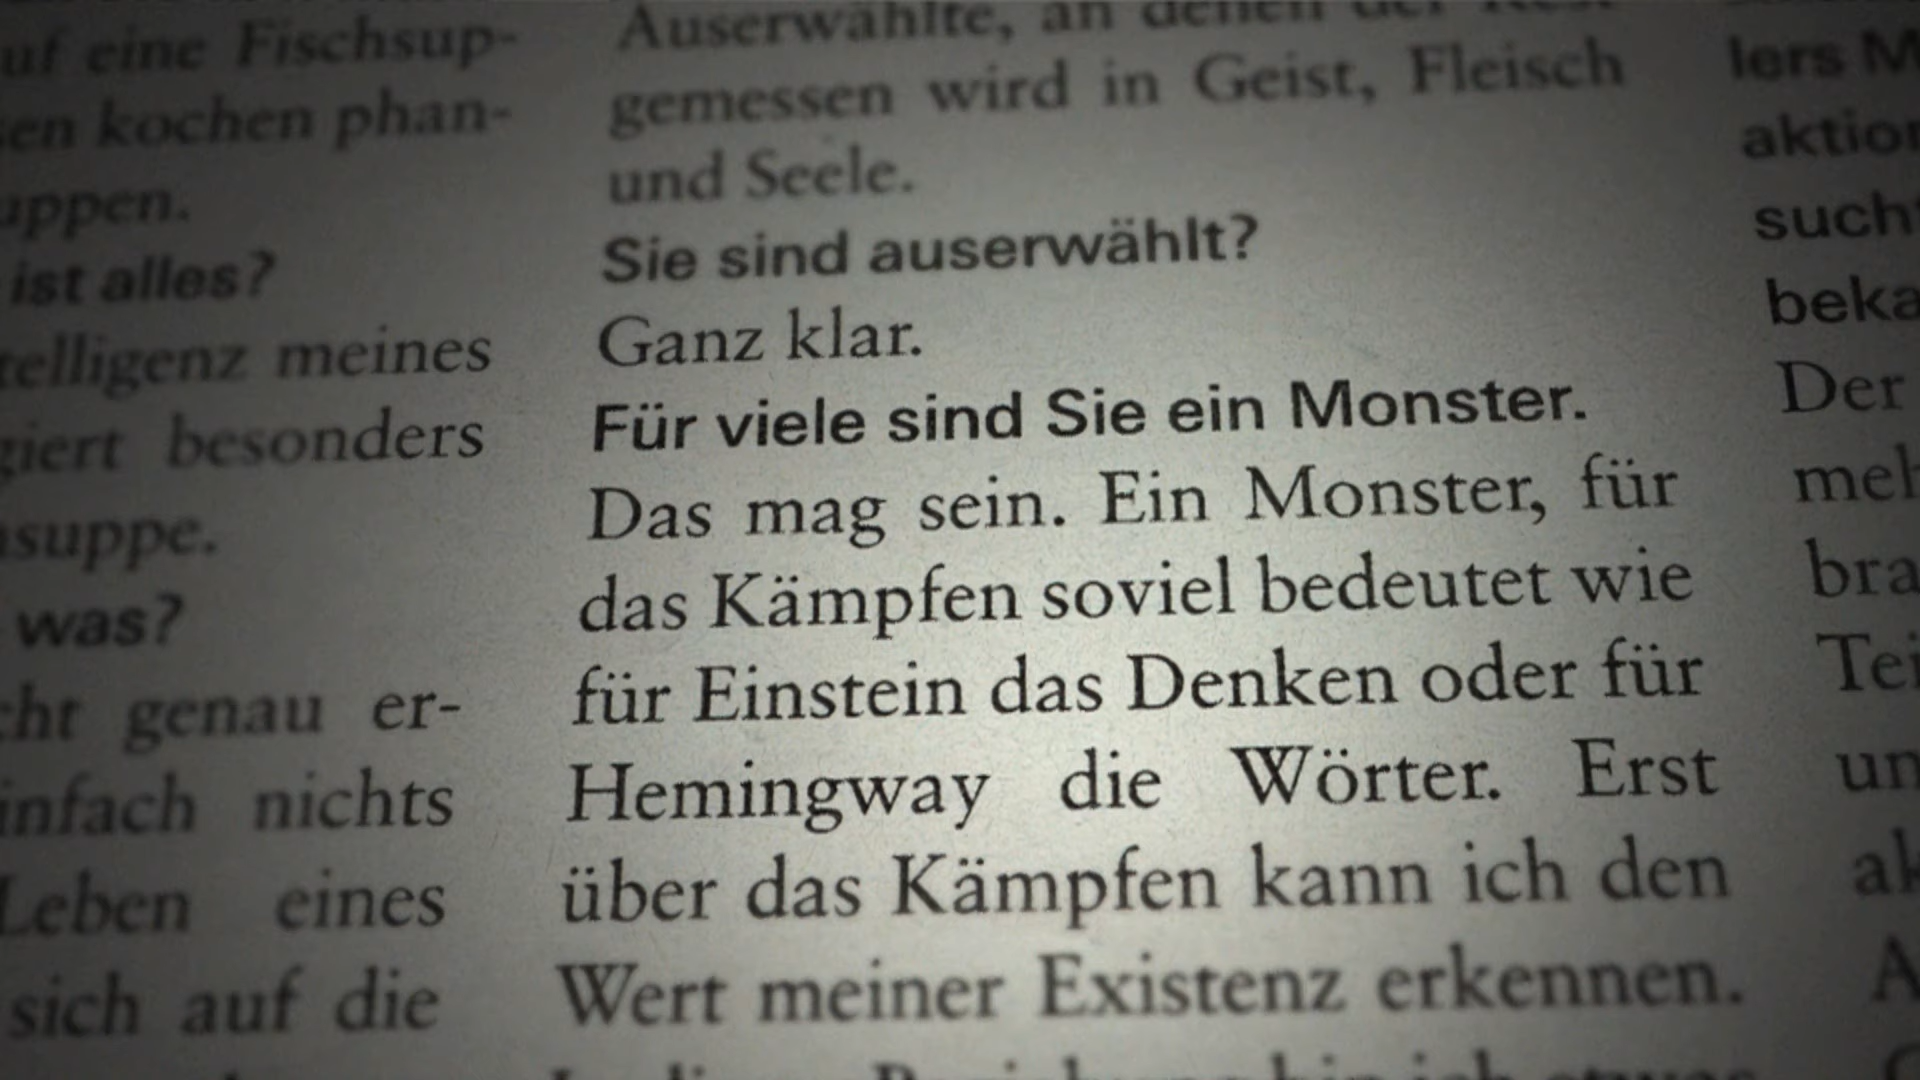 uf eine Fischsup-
en kochen phan-
uppen.
ist alles?
telligenz meines
giert besonders
suppe.
was?
cht genau er-
infach nichts
Leben eines
sich auf die
Auserwählte, an denen der
gemessen wird in Geist, Fleisch
und Seele.
Sie sind auserwählt?
Ganz klar.
Für viele sind Sie ein Monster.
Das mag sein. Ein Monster, für
das Kämpfen soviel bedeutet wie
für Einstein das Denken oder für
Hemingway die Wörter. Erst
über das Kämpfen kann ich den
Wert meiner Existenz erkennen.
lers M
aktion
such
beka
Der
meh
bra
Tei
un
ak
A